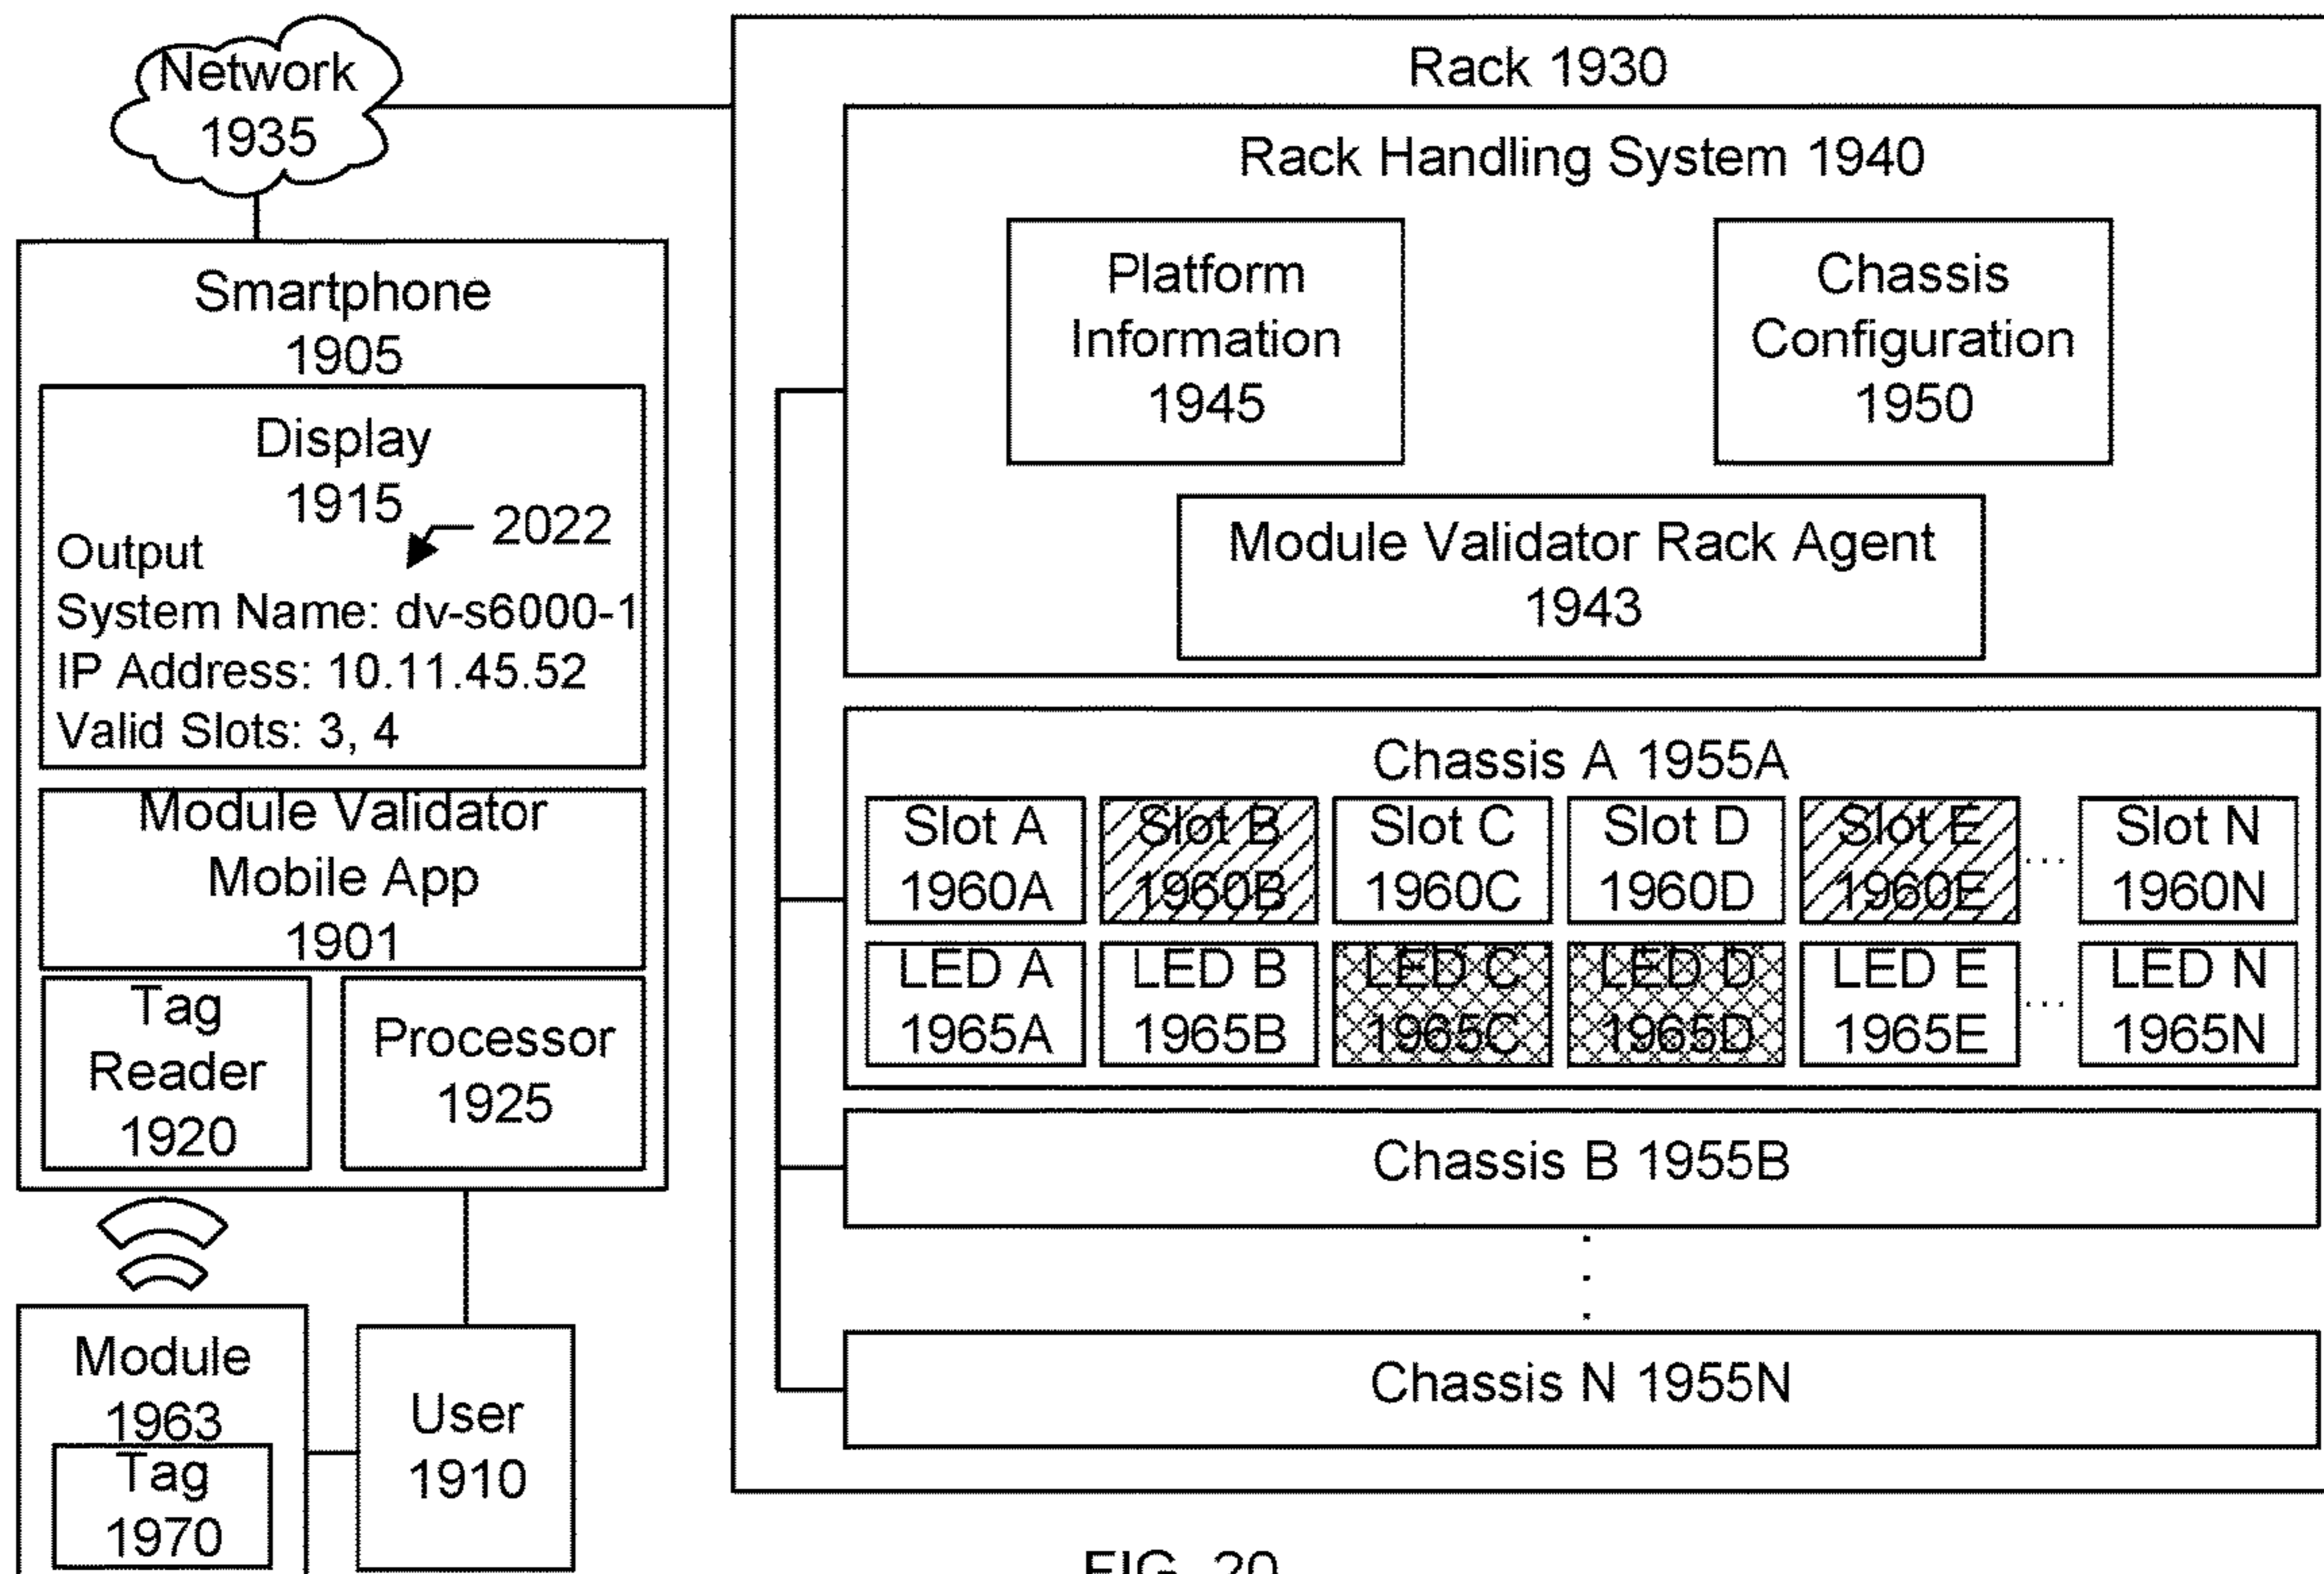 Network
1935
Smartphone
1905
Display
1915
2022
Output
System Name: dv-s6000-1
IP Address: 10.11.45.52
Valid Slots: 3, 4
Module Validator
Mobile App
1901
Tag
Reader
1920
Processor
1925
Module
1963
Tag
1970
User
1910
Rack 1930
Rack Handling System 1940
Platform
Information
1945
Chassis
Configuration
1950
Module Validator Rack Agent
1943
Chassis A 1955A
Slot A
1960A
Slot B
1960B
Slot C
1960C
Slot D
1960D
Slot E
1960E
...
Slot N
1960N
LED A
1965A
LED B
1965B
LED C
1965C
LED D
1965D
LED E
1965E
...
LED N
1965N
Chassis B 1955B
Chassis N 1955N
FIG. 20